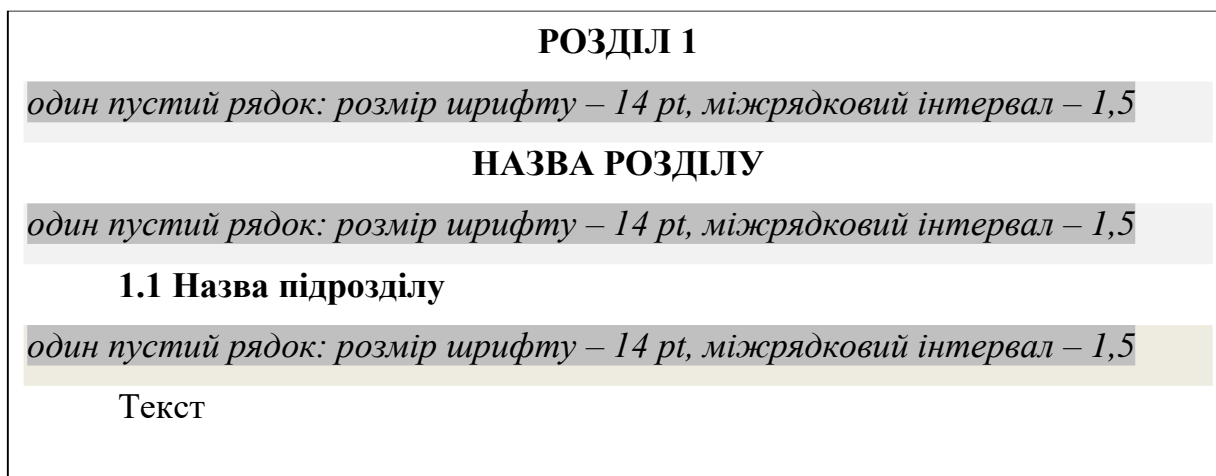 РОЗДІЛ 1
один пустий рядок: розмір шрифту – 14 pt, міжрядковий інтервал – 1,5
НАЗВА РОЗДІЛУ
один пустий рядок: розмір шрифту – 14 pt, міжрядковий інтервал – 1,5
1.1 Назва підрозділу
один пустий рядок: розмір шрифту – 14 pt, міжрядковий інтервал – 1,5
Текст